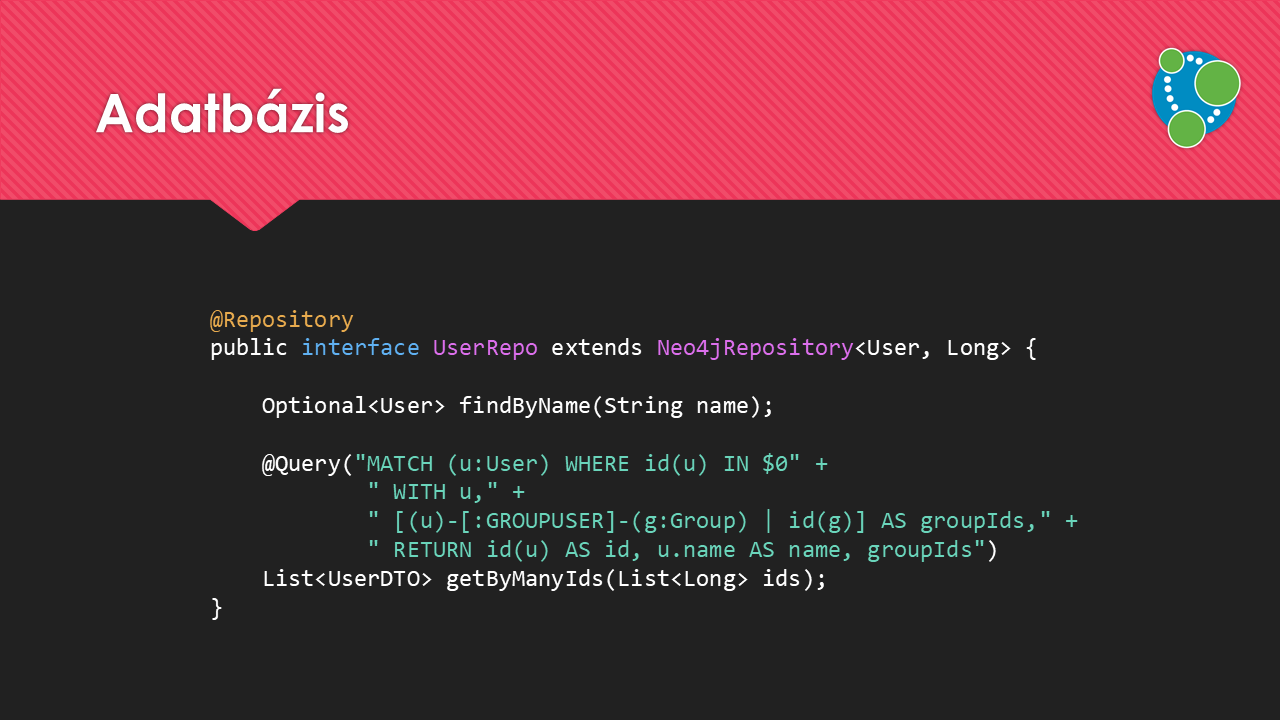 Adatbázis
@Repository
public interface UserRepo extends Neo4jRepository<User, Long> {
Optional<User> findByName(String name);
@Query("MATCH (u:User) WHERE id(u) IN $0" +
" WITH u," +
" [(u)-[:GROUPUSER]-(g:Group) | id(g)] AS groupIds," +
" RETURN id(u) AS id, u.name AS name, groupIds")
List<UserDTO> getByManyIds(List<Long> ids);
}